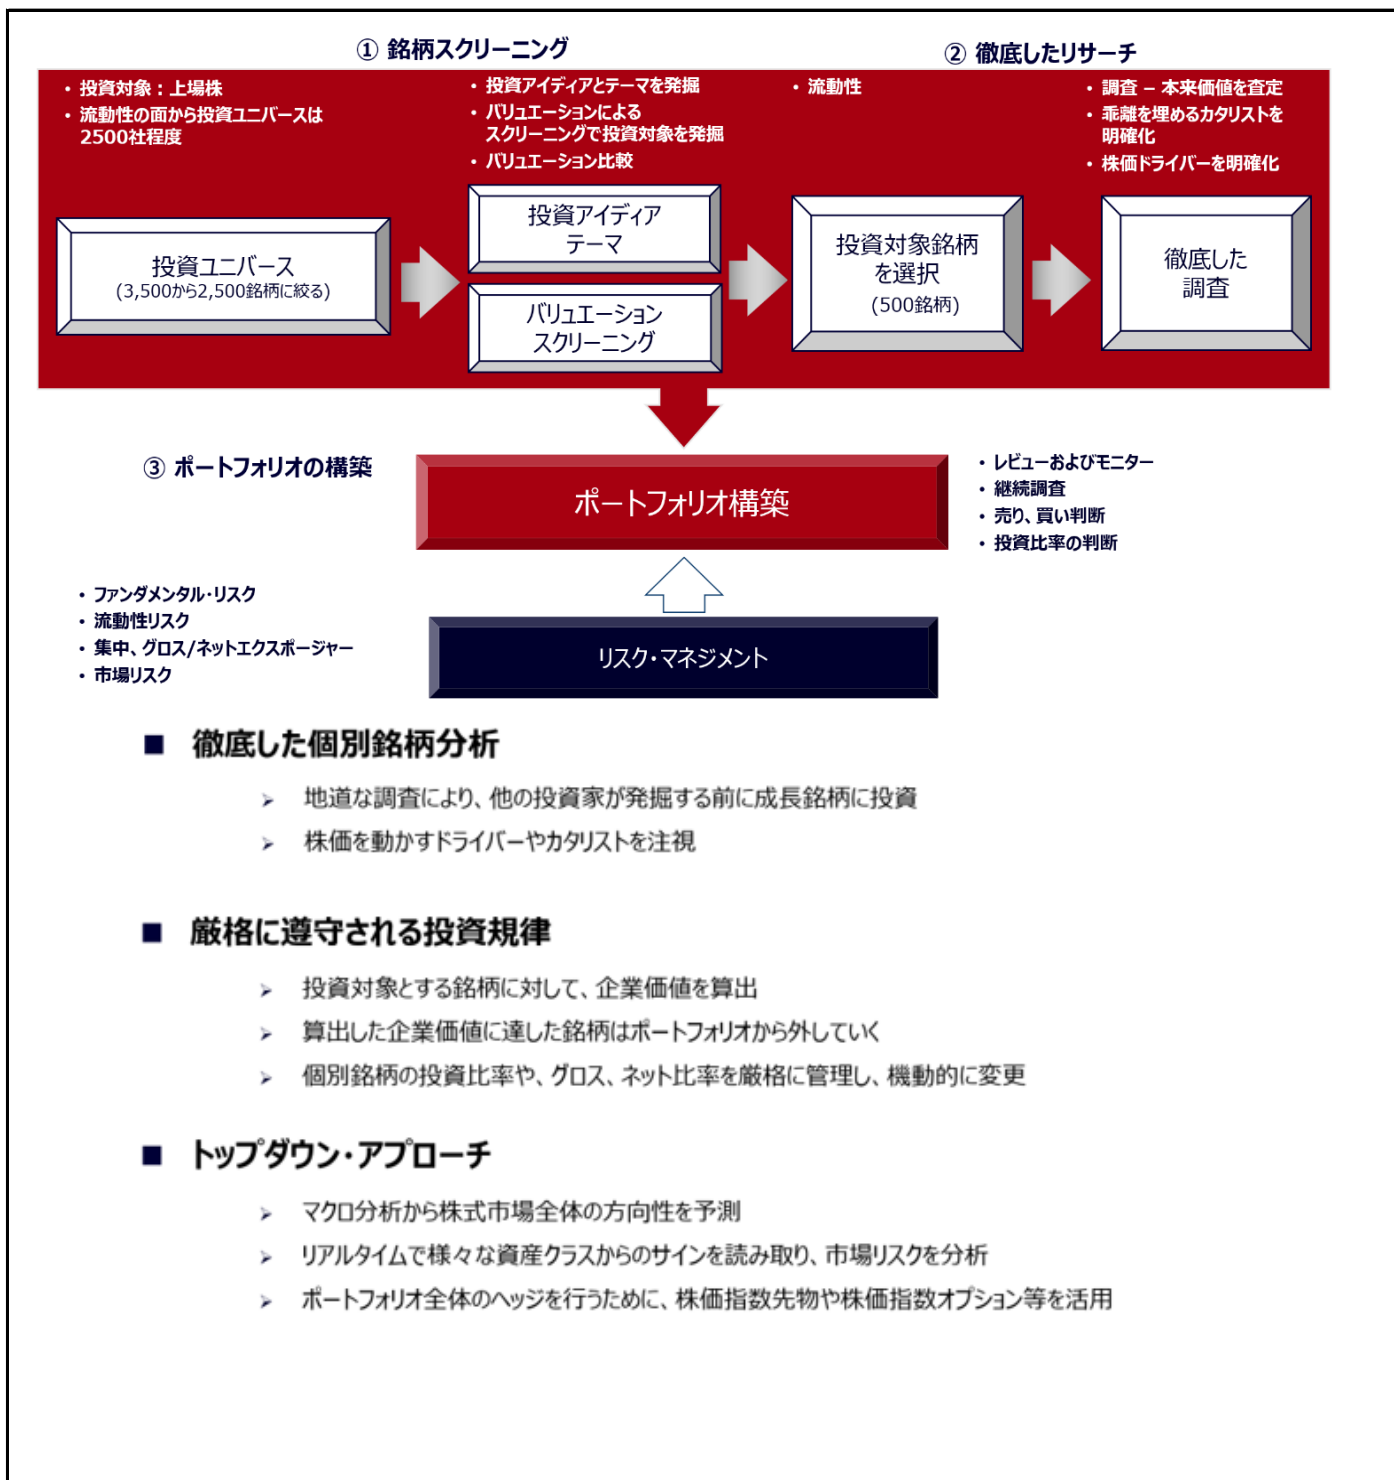 ① 銘柄スクリーニング
② 徹底したリサーチ
• 投資対象：上場株
• 流動性の面から投資ユニバースは
2500社程度
• 投資アイディアとテーマを発掘
• バリュエーションによる
スクリーニングで投資対象を発掘
• バリュエーション比較
• 流動性
• 調査 – 本来価値を査定
• 乖離を埋めるカタリストを
明確化
• 株価ドライバーを明確化
投資ユニバース
(3,500から2,500銘柄に絞る)
投資アイディア
テーマ
バリュエーション
スクリーニング
投資対象銘柄
を選択
(500銘柄)
徹底した
調査
③ ポートフォリオの構築
ポートフォリオ構築
• レビューおよびモニター
• 継続調査
• 売り、買い判断
• 投資比率の判断
• ファンダメンタル・リスク
• 流動性リスク
• 集中、グロス/ネットエクスポージャー
• 市場リスク
リスク・マネジメント
■ 徹底した個別銘柄分析
➢ 地道な調査により、他の投資家が発掘する前に成長銘柄に投資
➢ 株価を動かすドライバーやカタリストを注視
■ 厳格に遵守される投資規律
➢ 投資対象とする銘柄に対して、企業価値を算出
➢ 算出した企業価値に達した銘柄はポートフォリオから外していく
➢ 個別銘柄の投資比率や、グロス、ネット比率を厳格に管理し、機動的に変更
■ トップダウン・アプローチ
➢ マクロ分析から株式市場全体の方向性を予測
➢ リアルタイムで様々な資産クラスからのサインを読み取り、市場リスクを分析
➢ ポートフォリオ全体のヘッジを行うために、株価指数先物や株価指数オプション等を活用